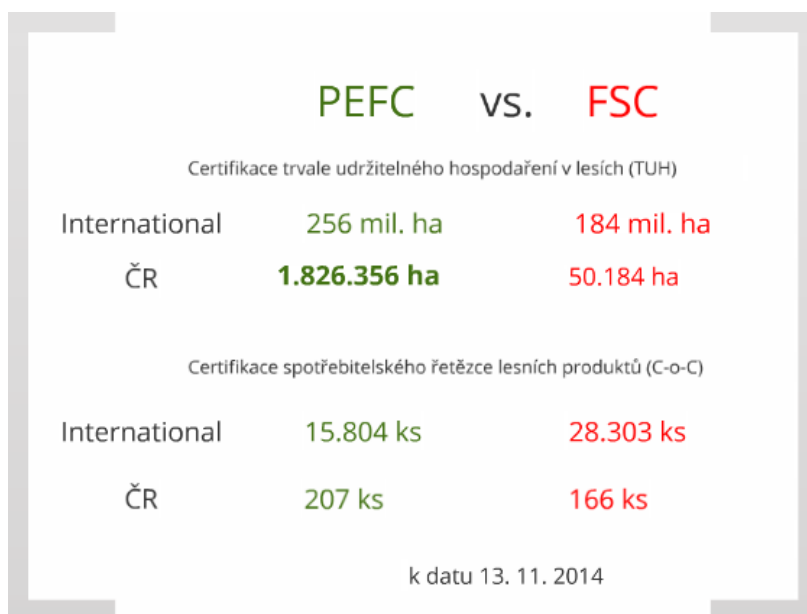 PEFC vs. FSC
Certifikace trvale udržitelného hospodaření v lesích (TUH)
International 256 mil. ha 184 mil. ha
ČR 1.826.356 ha 50.184 ha
Certifikace spotřebitelského řetězce lesních produktů (C-o-C)
International 15.804 ks 28.303 ks
ČR 207 ks 166 ks
k datu 13. 11. 2014